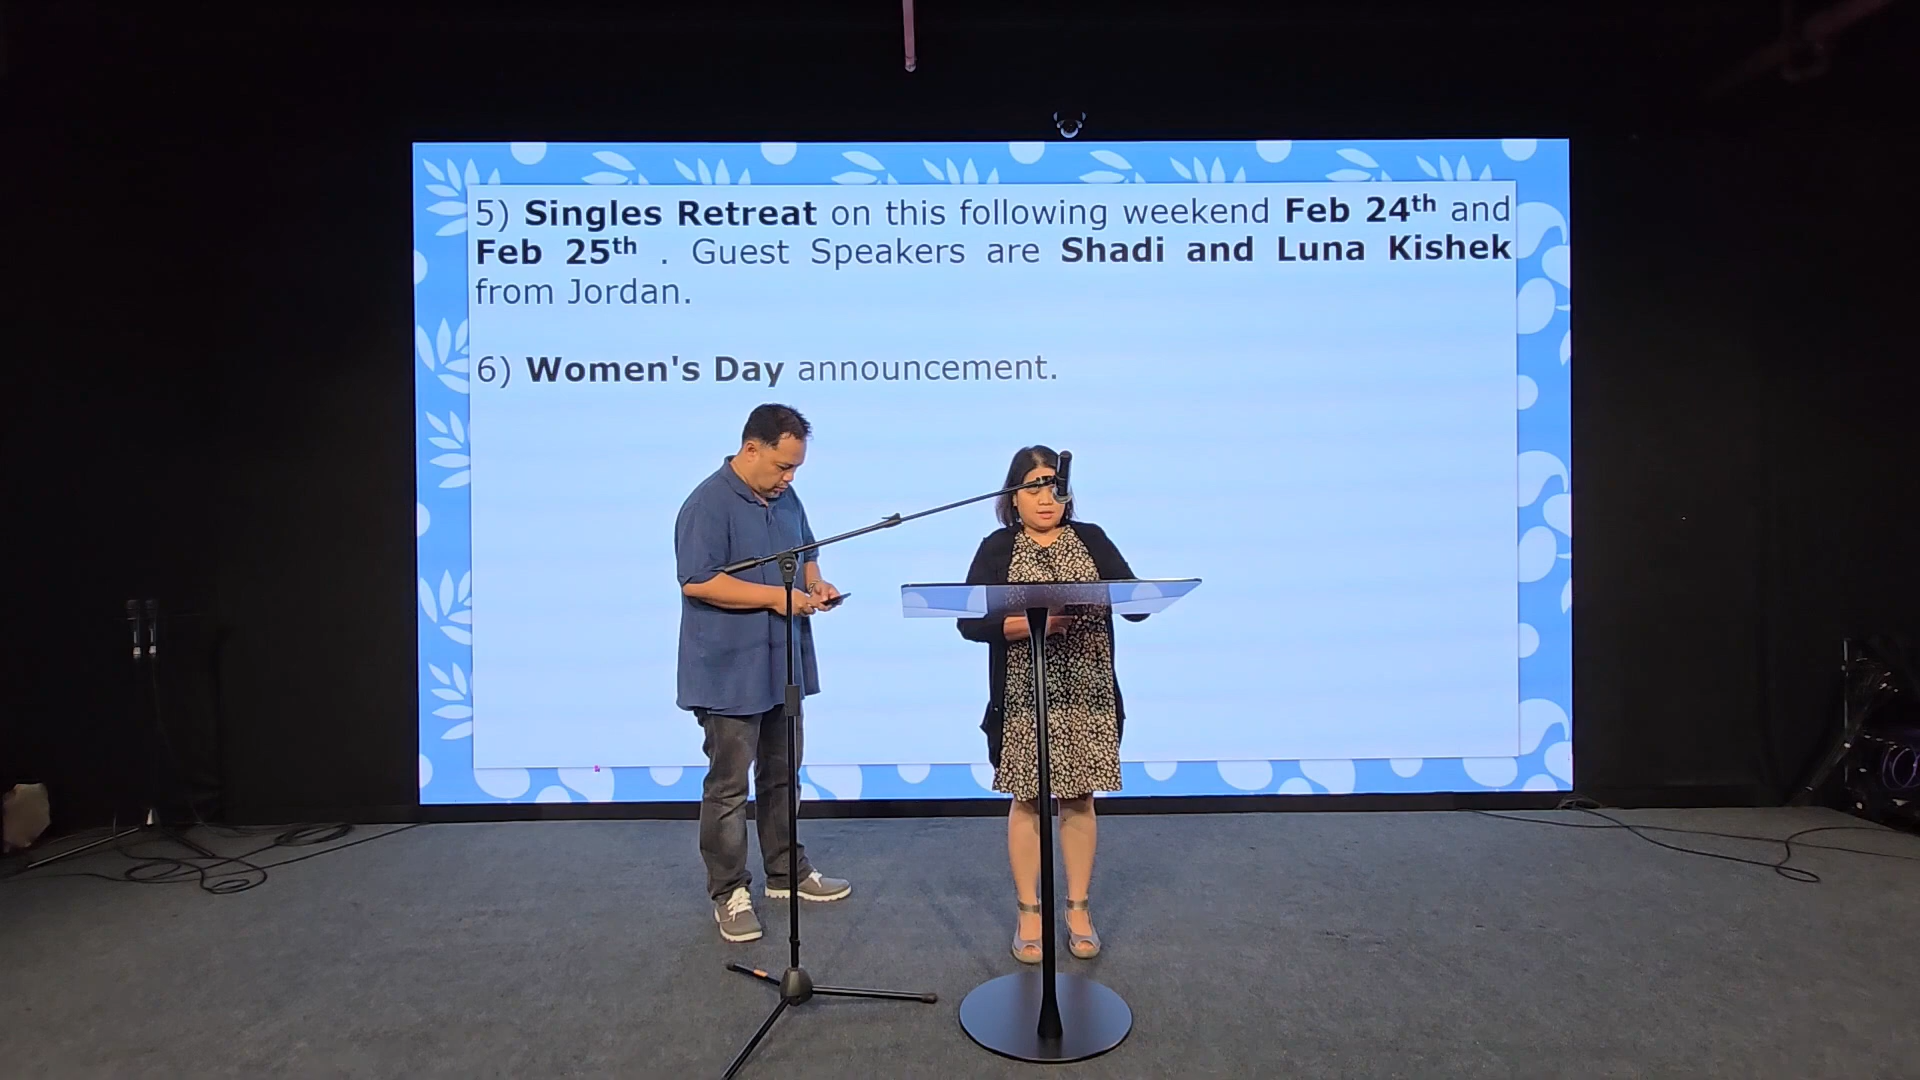 5) Singles Retreat on this following weekend Feb 24th and
Feb 25th . Guest Speakers are Shadi and Luna Kishek
from Jordan.
6) Women's Day announcement.